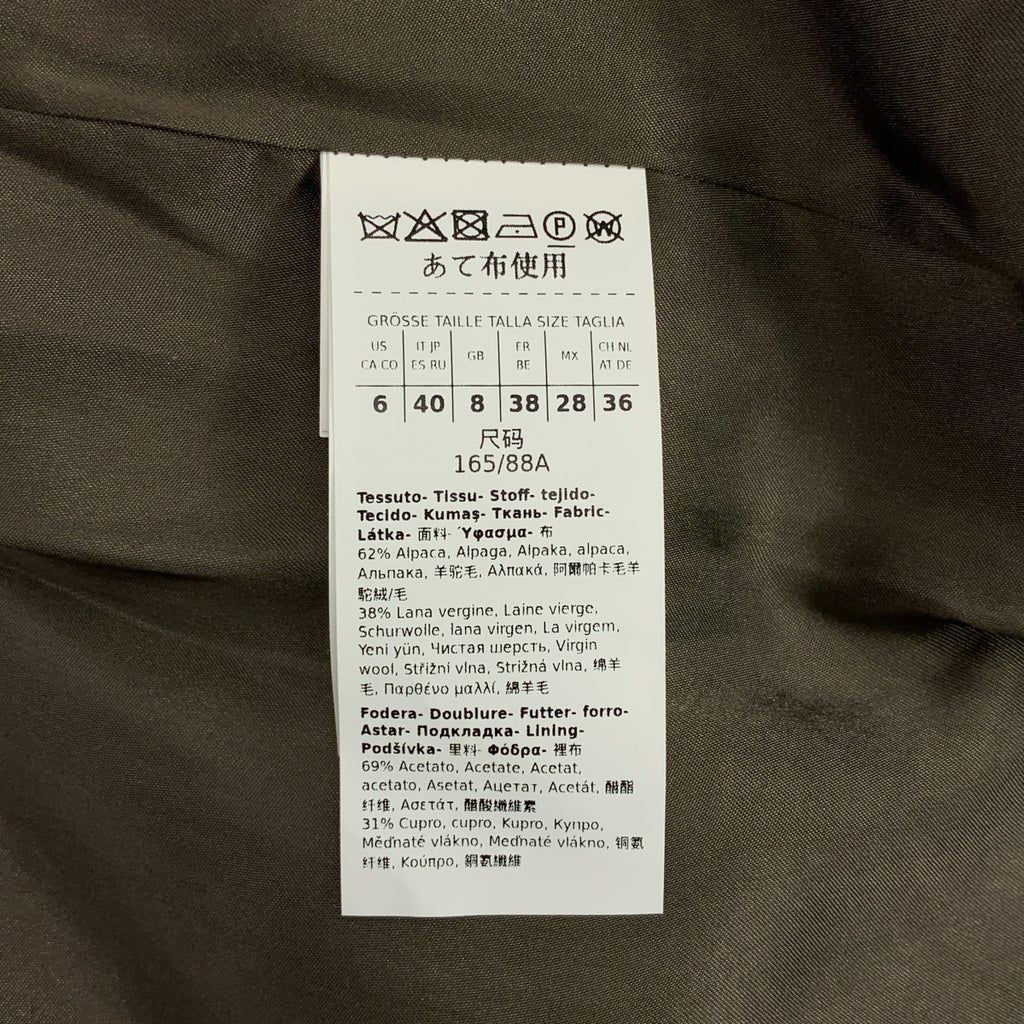 あて布使用
GRÖSSE TAILLE TALLA SIZE TAGLIA
US IT JP GB FR MX CH NL
CA CO ES RU BE AT DE
6 40 8 38 28 36
尺码
165/88A
Tessuto- Tissu- Stoff- tejido-
Tecido- Kumaş- Ткань- Fabric-
Látka- 面料- Ύφασμα- 布
62% Alpaca, Alpaga, Alpaka, alpaca,
Альпака, 羊驼毛, Αλπακά, 阿爾帕卡毛羊
駝絨/毛
38% Lana vergine, Laine vierge,
Schurwolle, lana virgen, La virgem,
Yeni yün, Чистая шерсть, Virgin
wool, Střižní vlna, Strižná vlna, 绵羊
毛, Παρθένο μαλλί, 綿羊毛
Fodera- Doublure- Futter- forro-
Astar- Подкладка- Lining-
Podšívka- 里料- Φόδρα- 裡布
69% Acetato, Acetate, Acetat,
acetato, Asetat, Ацетат, Acetát, 醋酯
纤维, Ασετάτ, 醋酸纖維素
31% Cupro, cupro, Kupro, Купро,
Měďnaté vlákno, Meďnaté vlákno, 铜氨
纤维, Κούπρο, 銅氨纖維